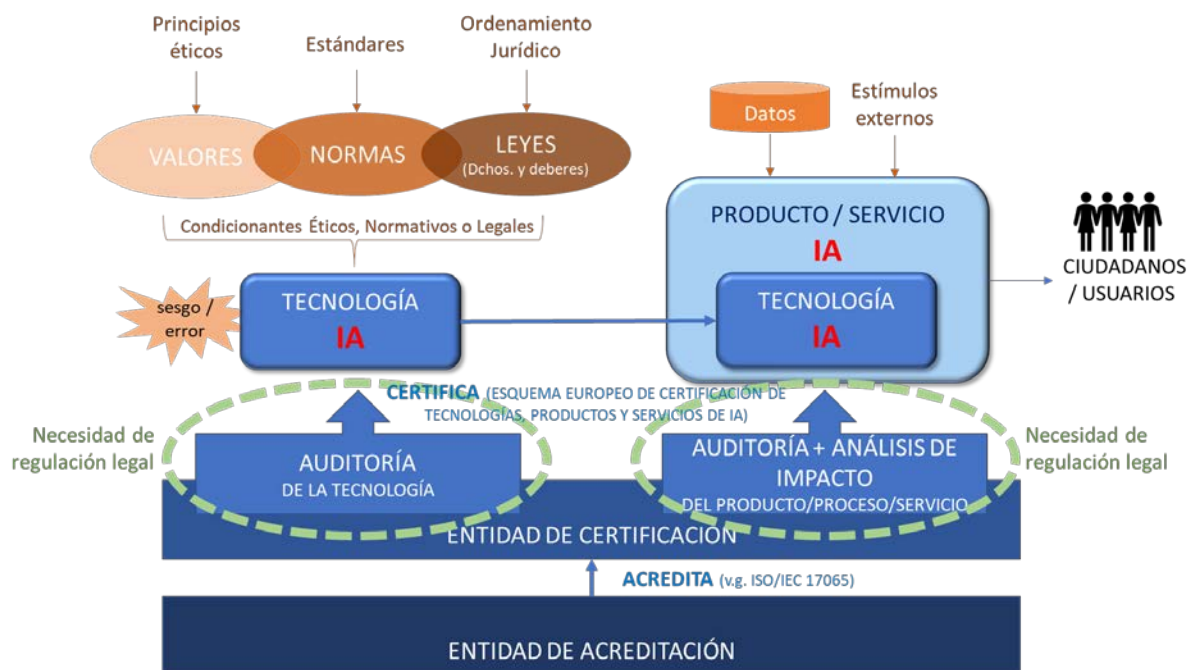 Principios
éticos
Estándares
Ordenamiento
Jurídico
VALORES
NORMAS
LEYES
(Dchos. y deberes)
Condicionantes Éticos, Normativos o Legales
Datos
Estímulos
externos
PRODUCTO / SERVICIO
IA
TECNOLOGÍA
IA
CIUDADANOS
/ USUARIOS
sesgo /
error
TECNOLOGÍA
IA
CERTIFICA (ESQUEMA EUROPEO DE CERTIFICACIÓN DE
TECNOLOGÍAS, PRODUCTOS Y SERVICIOS DE IA)
Necesidad de
regulación legal
AUDITORÍA
DE LA TECNOLOGÍA
AUDITORÍA + ANÁLISIS DE
IMPACTO
DEL PRODUCTO/PROCESO/SERVICIO
Necesidad de
regulación legal
ENTIDAD DE CERTIFICACIÓN
ACREDITA (v.g. ISO/IEC 17065)
ENTIDAD DE ACREDITACIÓN